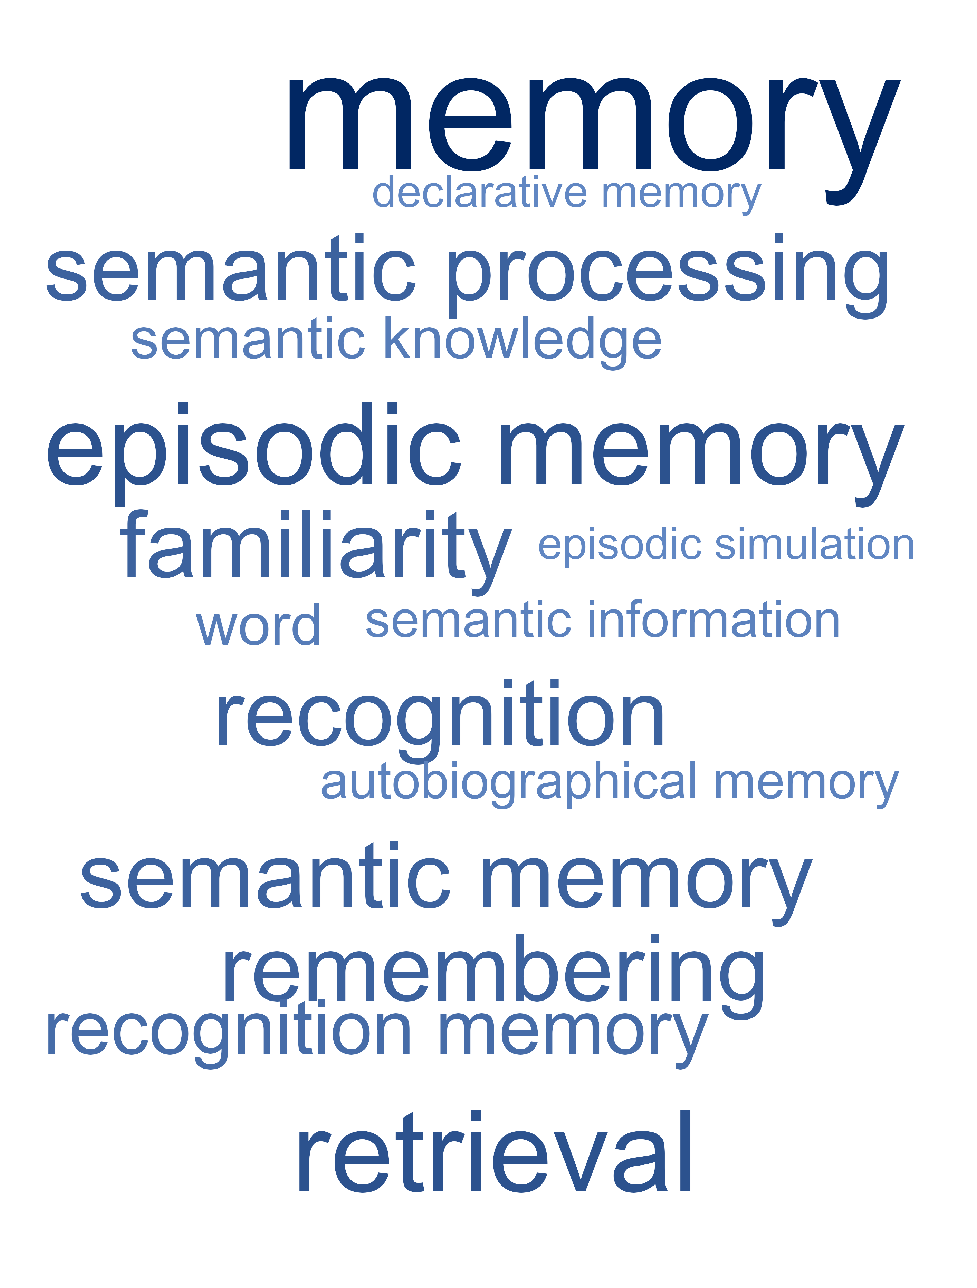 memory
declarative memory
semantic processing
semantic knowledge
episodic memory
familiarity
episodic simulation
word
semantic information
recognition
autobiographical memory
semantic memory
remembering
recognition memory
retrieval